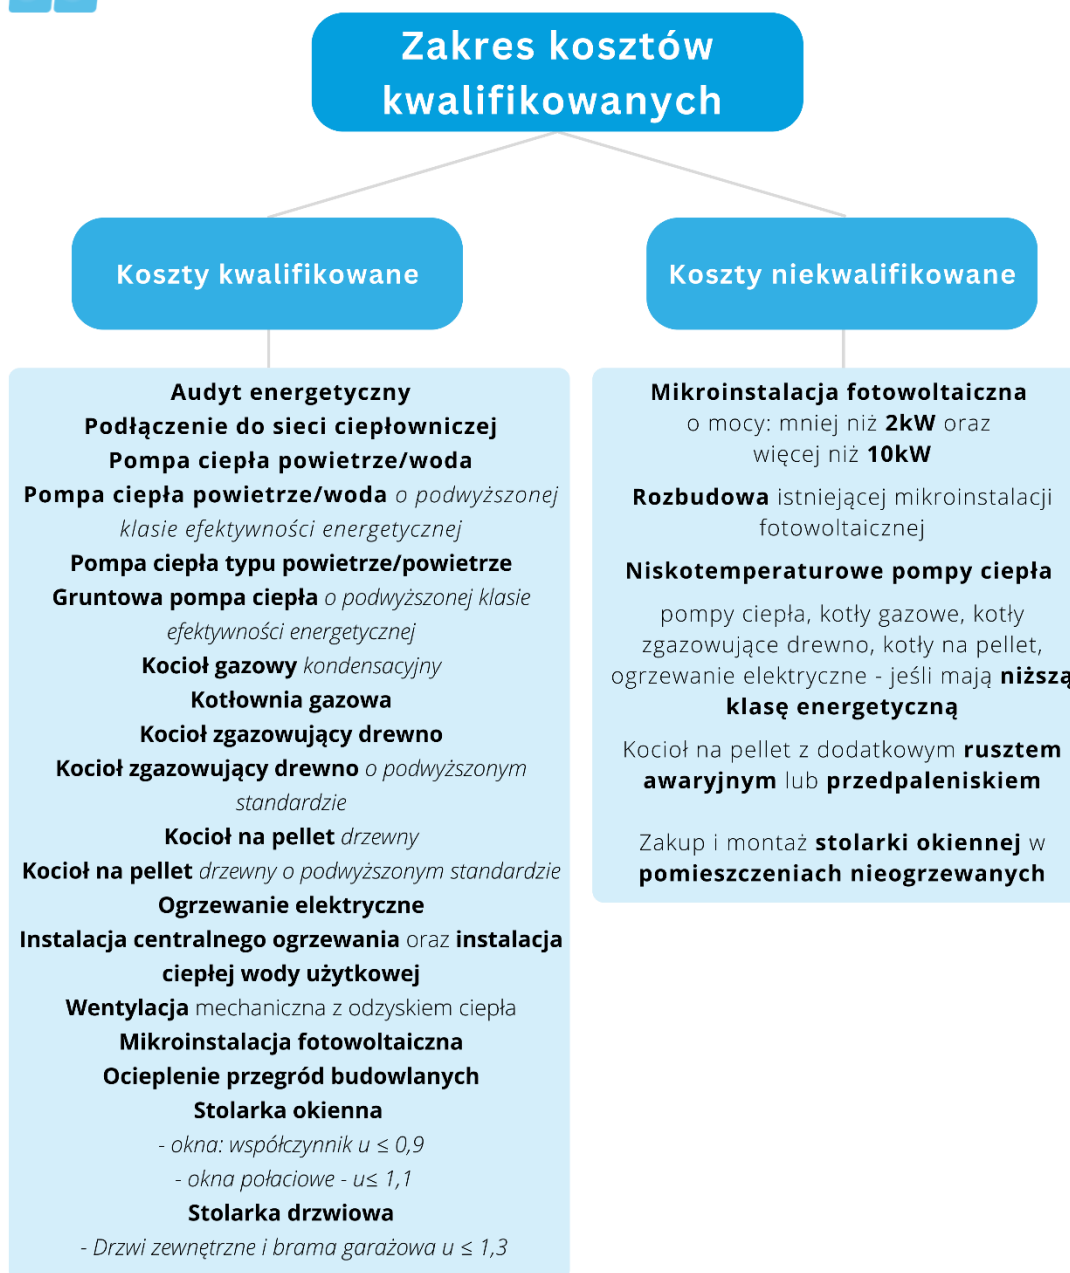 Zakres kosztów
kwalifikowanych
Koszty kwalifikowane
Audyt energetyczny
Podłączenie do sieci ciepłowniczej
Pompa ciepła powietrze/woda
Pompa ciepła powietrze/woda o podwyższonej
klasie efektywności energetycznej
Pompa ciepła typu powietrze/powietrze
Gruntowa pompa ciepła o podwyższonej klasie
efektywności energetycznej
Kocioł gazowy kondensacyjny
Kotłownia gazowa
Kocioł zgazowujący drewno
Kocioł zgazowujący drewno o podwyższonym
standardzie
Kocioł na pellet drzewny
Kocioł na pellet drzewny o podwyższonym standardzie
Ogrzewanie elektryczne
Instalacja centralnego ogrzewania oraz instalacja
ciepłej wody użytkowej
Wentylacja mechaniczna z odzyskiem ciepła
Mikroinstalacja fotowoltaiczna
Ocieplenie przegród budowlanych
Stolarka okienna
- okna: współczynnik u ≤ 0,9
- okna połaciowe - u≤ 1,1
Stolarka drzwiowa
- Drzwi zewnętrzne i brama garażowa u ≤ 1,3
Koszty niekwalifikowane
Mikroinstalacja fotowoltaiczna
o mocy: mniej niż 2kW oraz
więcej niż 10kW
Rozbudowa istniejącej mikroinstalacji
fotowoltaicznej
Niskotemperaturowe pompy ciepła
pompy ciepła, kotły gazowe, kotły
zgazowujące drewno, kotły na pellet,
ogrzewanie elektryczne - jeśli mają niższą
klasę energetyczną
Kocioł na pellet z dodatkowym rusztem
awaryjnym lub przedpaleniskiem
Zakup i montaż stolarki okiennej w
pomieszczeniach nieogrzewanych